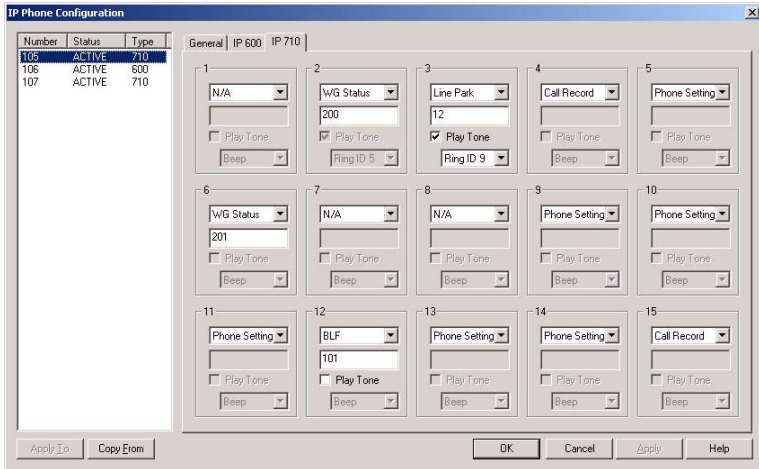 IP Phone Configuration
Number Status Type
105 ACTIVE 710
106 ACTIVE 600
107 ACTIVE 710
General IP 600 IP 710
1 2 3 4 5
N/A WG Status Line Park Call Record Phone Setting
200 12
Play Tone Play Tone Play Tone Play Tone Play Tone
Beep Ring ID 5 Ring ID 9 Beep Beep
6 7 8 9 10
WG Status N/A N/A Phone Setting Phone Setting
201
Play Tone Play Tone Play Tone Play Tone Play Tone
Beep Beep Beep Beep Beep
11 12 13 14 15
Phone Setting BLF Phone Setting Phone Setting Call Record
101
Play Tone Play Tone Play Tone Play Tone Play Tone
Beep Beep Beep Beep Beep
Apply To Copy From OK Cancel Apply Help